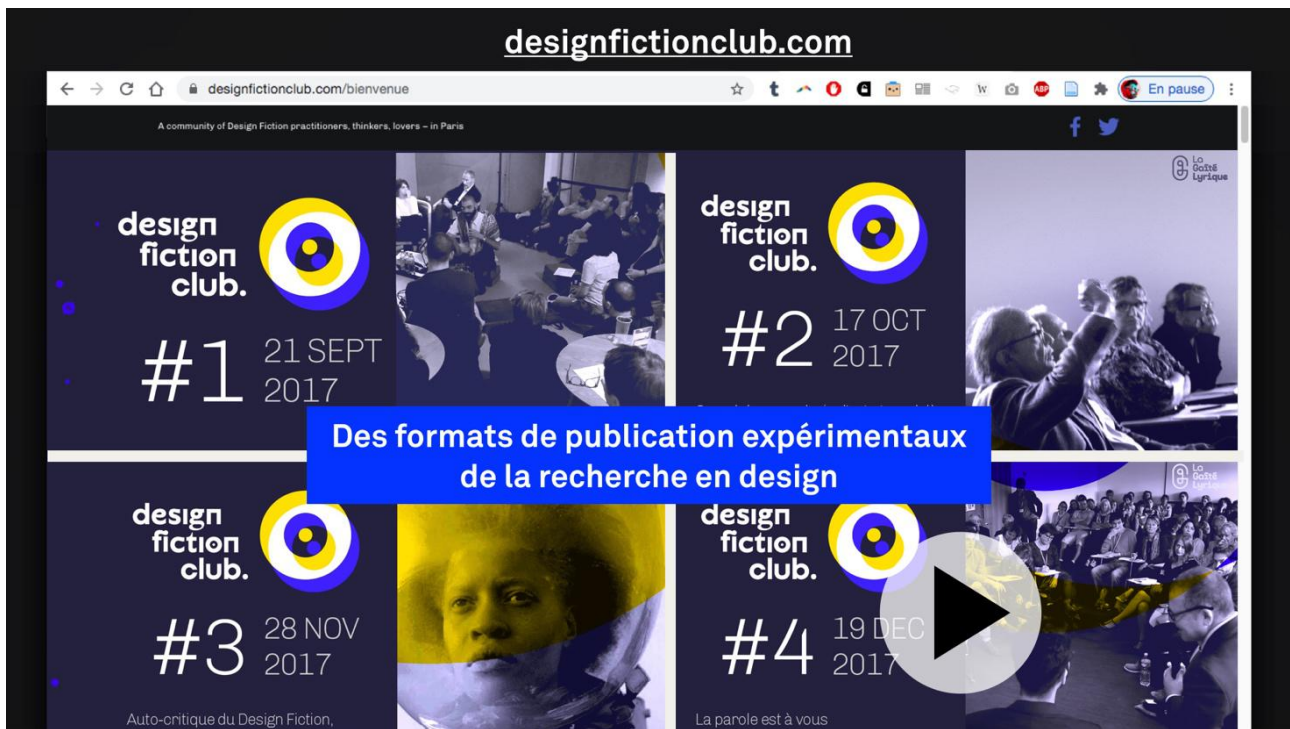 designfictionclub.com
designfictionclub.com/bienvenue
En pause
A community of Design Fiction practitioners, thinkers, lovers – in Paris
design
fiction
club.
#1
21 SEPT
2017
La
Gaîté
Lyrique
design
fiction
club.
#2
17 OCT
2017
Des formats de publication expérimentaux
de la recherche en design
design
fiction
club.
#3
28 NOV
2017
Auto-critique du Design Fiction,
La
Gaîté
Lyrique
design
fiction
club.
#4
19 DEC
2017
La parole est à vous